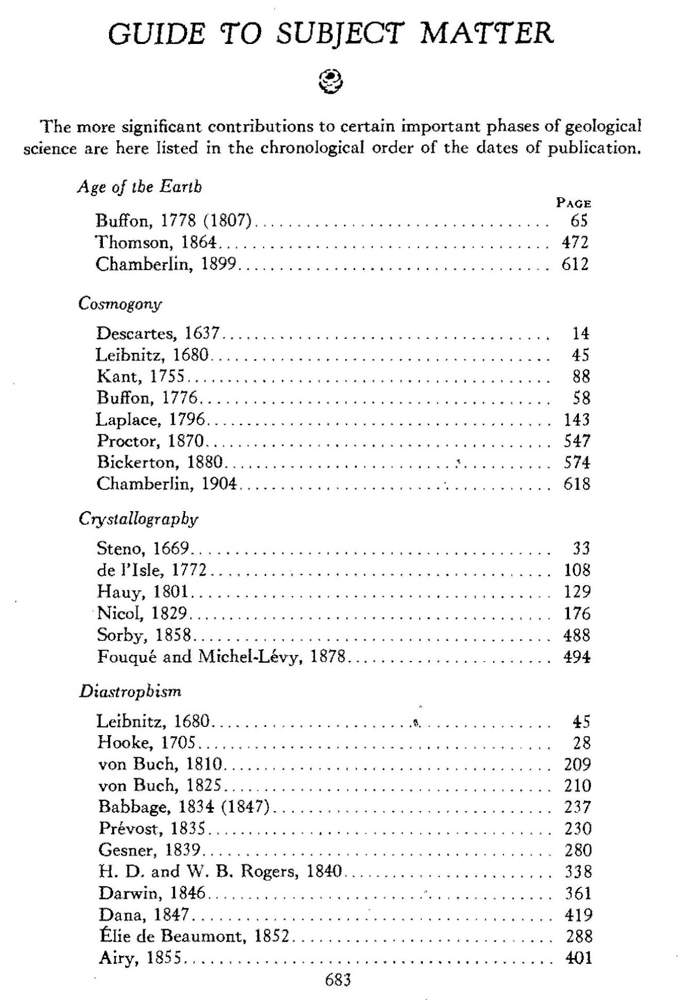 GUIDE TO SUBJECT MATTER
The more significant contributions to certain important phases of geological
science are here listed in the chronological order of the dates of publication.
Age of the Earth
PAGE
Buffon, 1778 (1807) 65
Thomson, 1864 472
Chamberlin, 1899 612
Cosmogony
Descartes, 1637 14
Leibnitz, 1680 45
Kant, 1755 88
Buffon, 1776 58
Laplace, 1796 143
Proctor, 1870 547
Bickerton, 1880 574
Chamberlin, 1904 618
Crystallography
Steno, 1669 33
de l'Isle, 1772 108
Hauy, 1801 129
Nicol, 1829 176
Sorby, 1858 488
Fouqué and Michel-Lévy, 1878 494
Diastrophism
Leibnitz, 1680 45
Hooke, 1705 28
von Buch, 1810 209
von Buch, 1825 210
Babbage, 1834 (1847) 237
Prévost, 1835 230
Gesner, 1839 280
H. D. and W. B. Rogers, 1840 338
Darwin, 1846 361
Dana, 1847 419
Élie de Beaumont, 1852 288
Airy, 1855 401
683